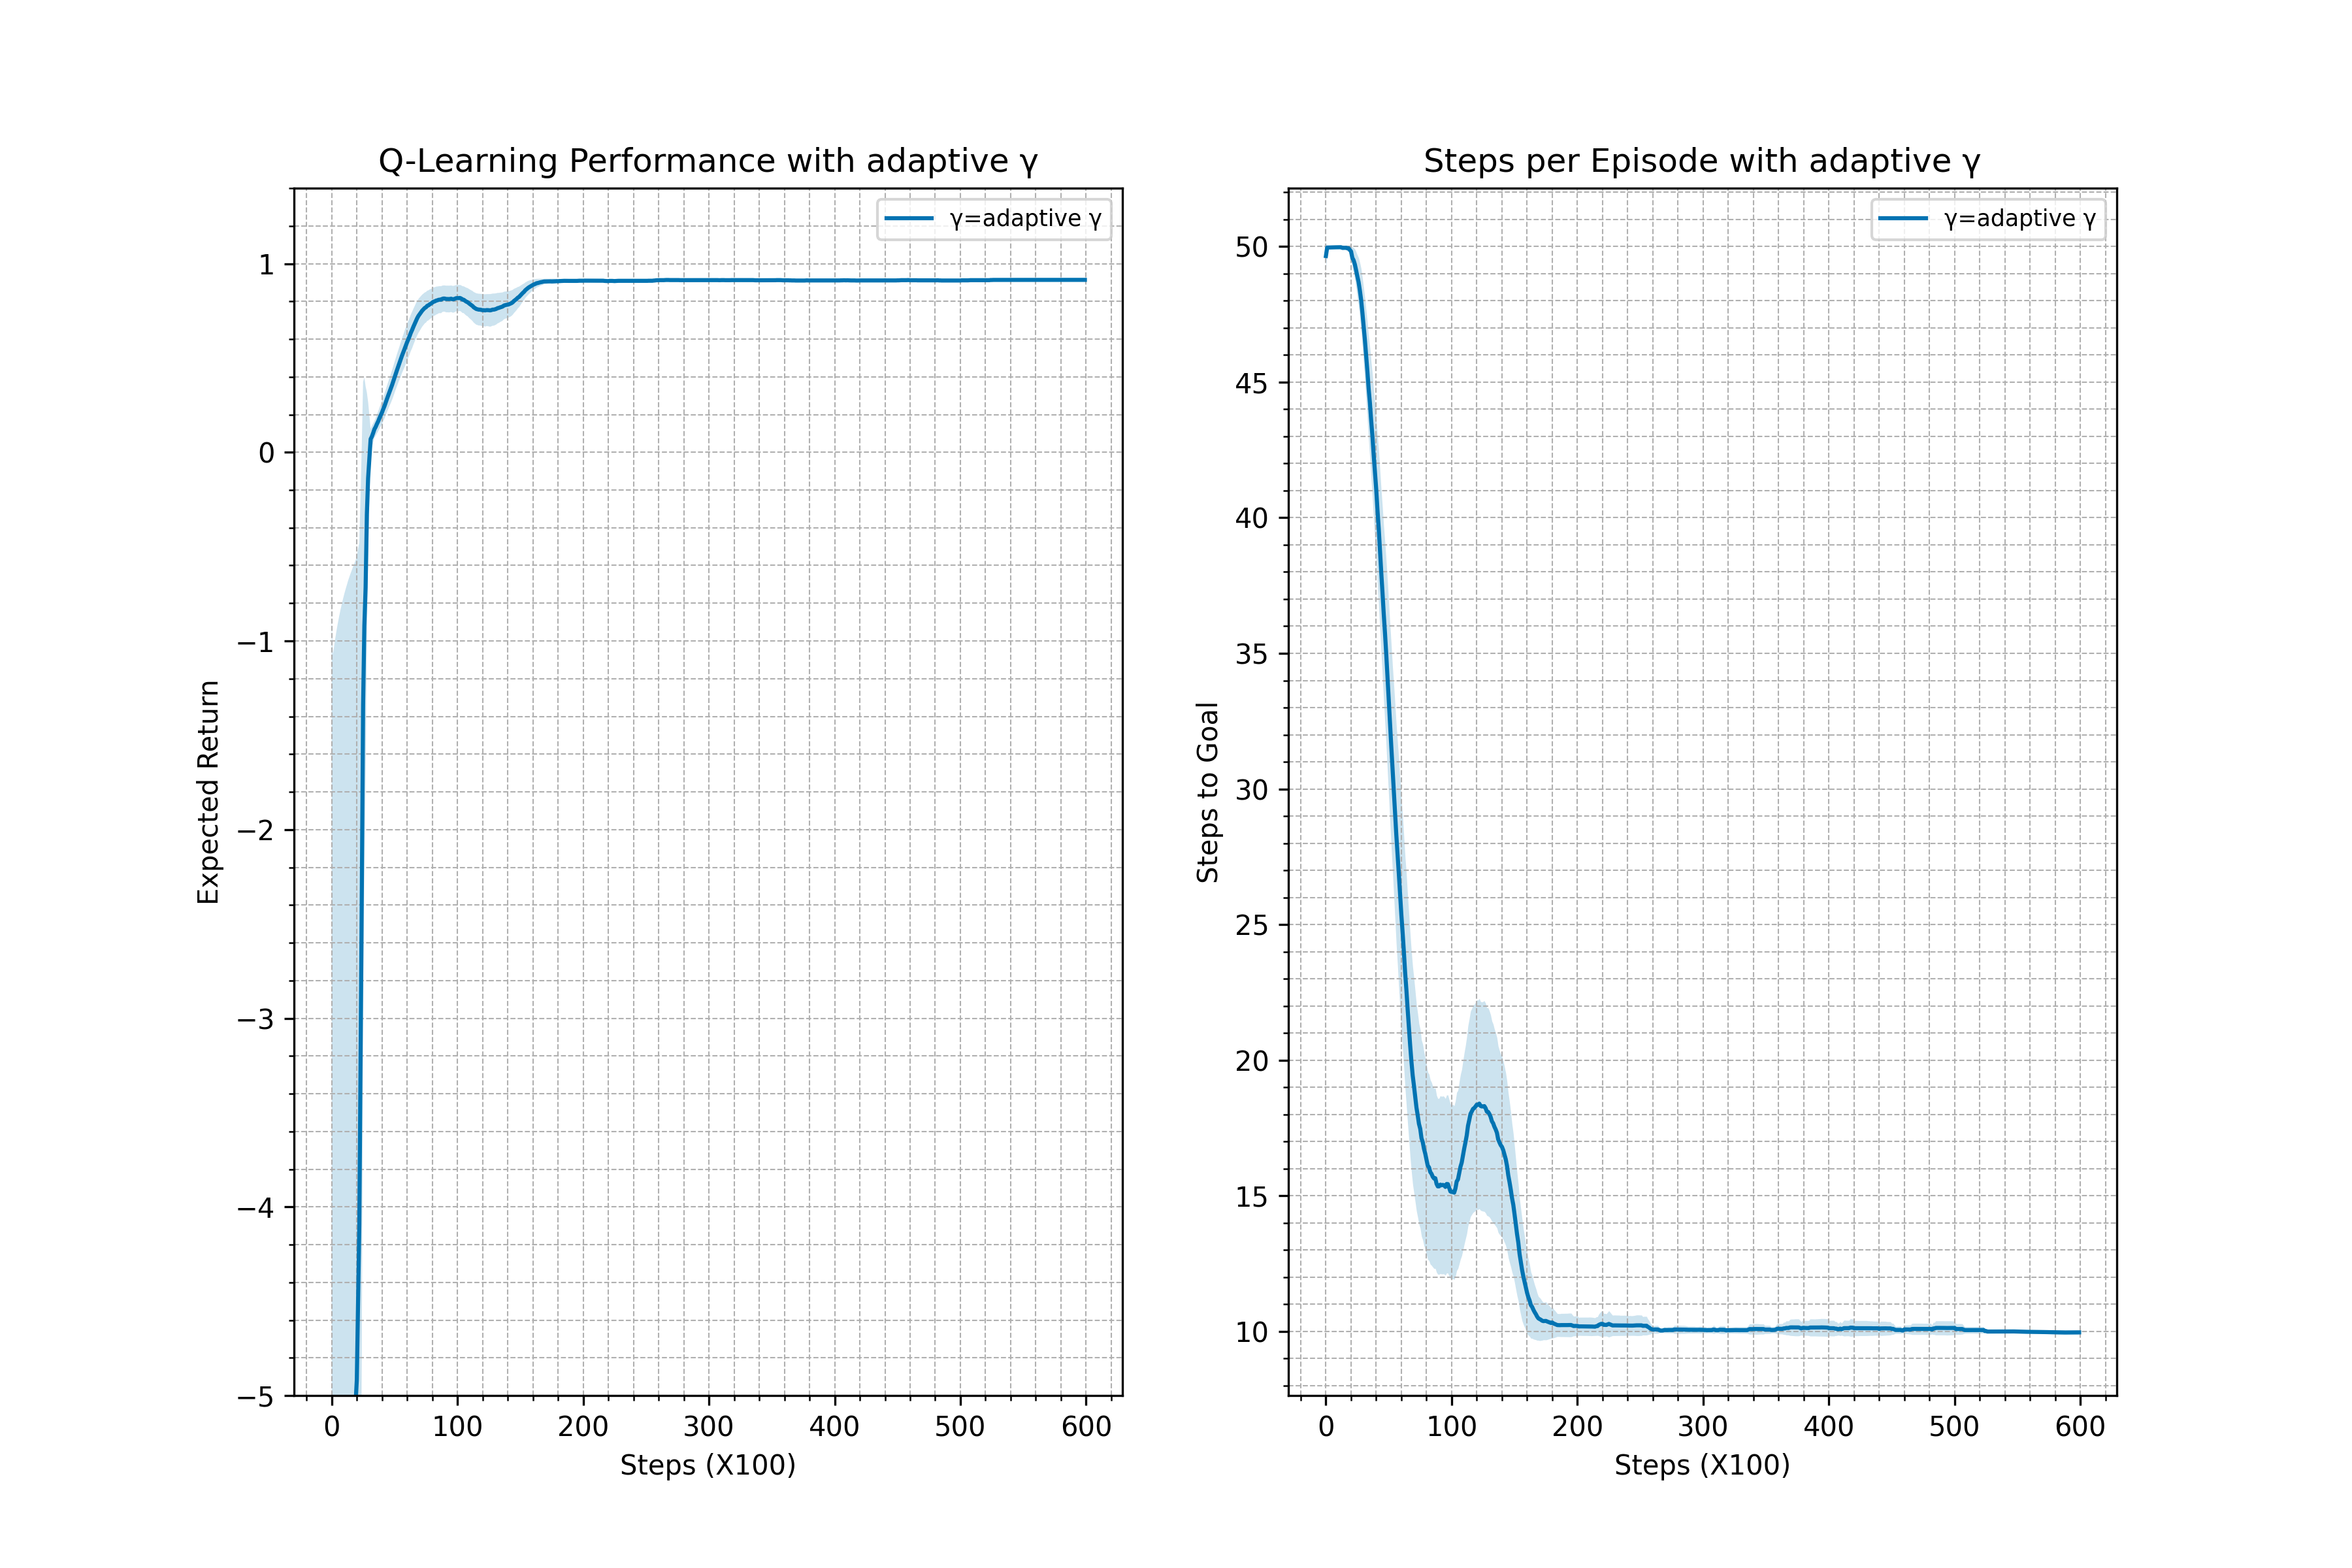 Q-Learning Performance with adaptive γ
γ=adaptive γ
1
0
−1
−2
−3
−4
−5
Expected Return
0 100 200 300 400 500 600
Steps (X100)
Steps per Episode with adaptive γ
γ=adaptive γ
50
45
40
35
30
25
20
15
10
Steps to Goal
0 100 200 300 400 500 600
Steps (X100)